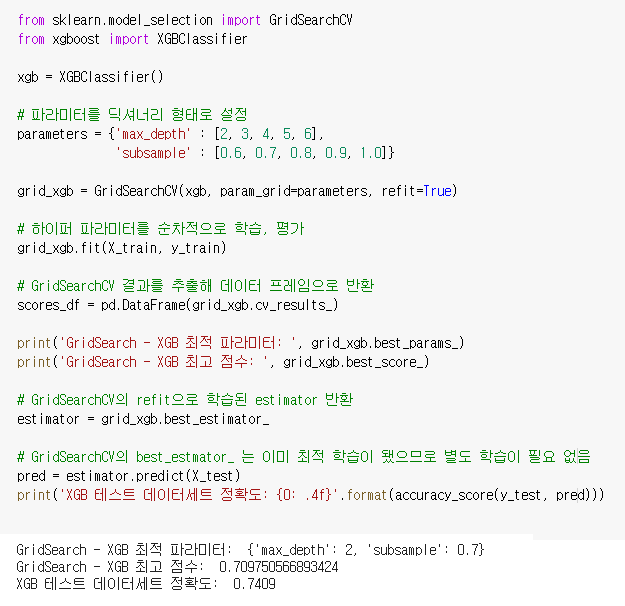 from sklearn.model_selection import GridSearchCV
from xgboost import XGBClassifier
xgb = XGBClassifier()
# 파라미터를 딕셔너리 형태로 설정
parameters = {'max_depth' : [2, 3, 4, 5, 6],
'subsample' : [0.6, 0.7, 0.8, 0.9, 1.0]}
grid_xgb = GridSearchCV(xgb, param_grid=parameters, refit=True)
# 하이퍼 파라미터를 순차적으로 학습, 평가
grid_xgb.fit(X_train, y_train)
# GridSearchCV 결과를 추출해 데이터 프레임으로 반환
scores_df = pd.DataFrame(grid_xgb.cv_results_)
print('GridSearch - XGB 최적 파라미터: ', grid_xgb.best_params_)
print('GridSearch - XGB 최고 점수: ', grid_xgb.best_score_)
# GridSearchCV의 refit으로 학습된 estimator 반환
estimator = grid_xgb.best_estimator_
# GridSearchCV의 best_estmator_ 는 이미 최적 학습이 됐으므로 별도 학습이 필요 없음
pred = estimator.predict(X_test)
print('XGB 테스트 데이터세트 정확도: {0: .4f}'.format(accuracy_score(y_test, pred)))
GridSearch - XGB 최적 파라미터:  {'max_depth': 2, 'subsample': 0.7}
GridSearch - XGB 최고 점수:  0.709750566893424
XGB 테스트 데이터세트 정확도:  0.7409